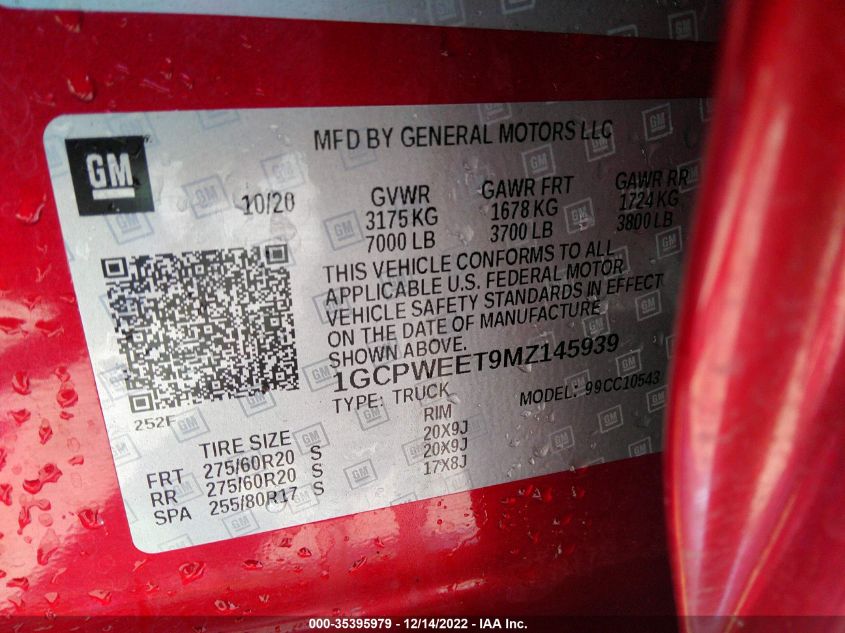 MFD BY GENERAL MOTORS LLC
GM
10/20
GVWR
3175 KG
7000 LB
GAWR FRT
1678 KG
3700 LB
GAWR RR
1724 KG
3800 LB
THIS VEHICLE CONFORMS TO ALL
APPLICABLE U.S. FEDERAL MOTOR
VEHICLE SAFETY STANDARDS IN EFFECT
ON THE DATE OF MANUFACTURE
SHOWN ABOVE.
1GCPWEET9MZ145939
TYPE: TRUCK
MODEL: 99CC10543
252F
TIRE SIZE
RIM
FRT 275/60R20 S 20X9J
RR 275/60R20 S 20X9J
SPA 255/80R17 S 17X8J
000-35395979 - 12/14/2022 - IAA Inc.